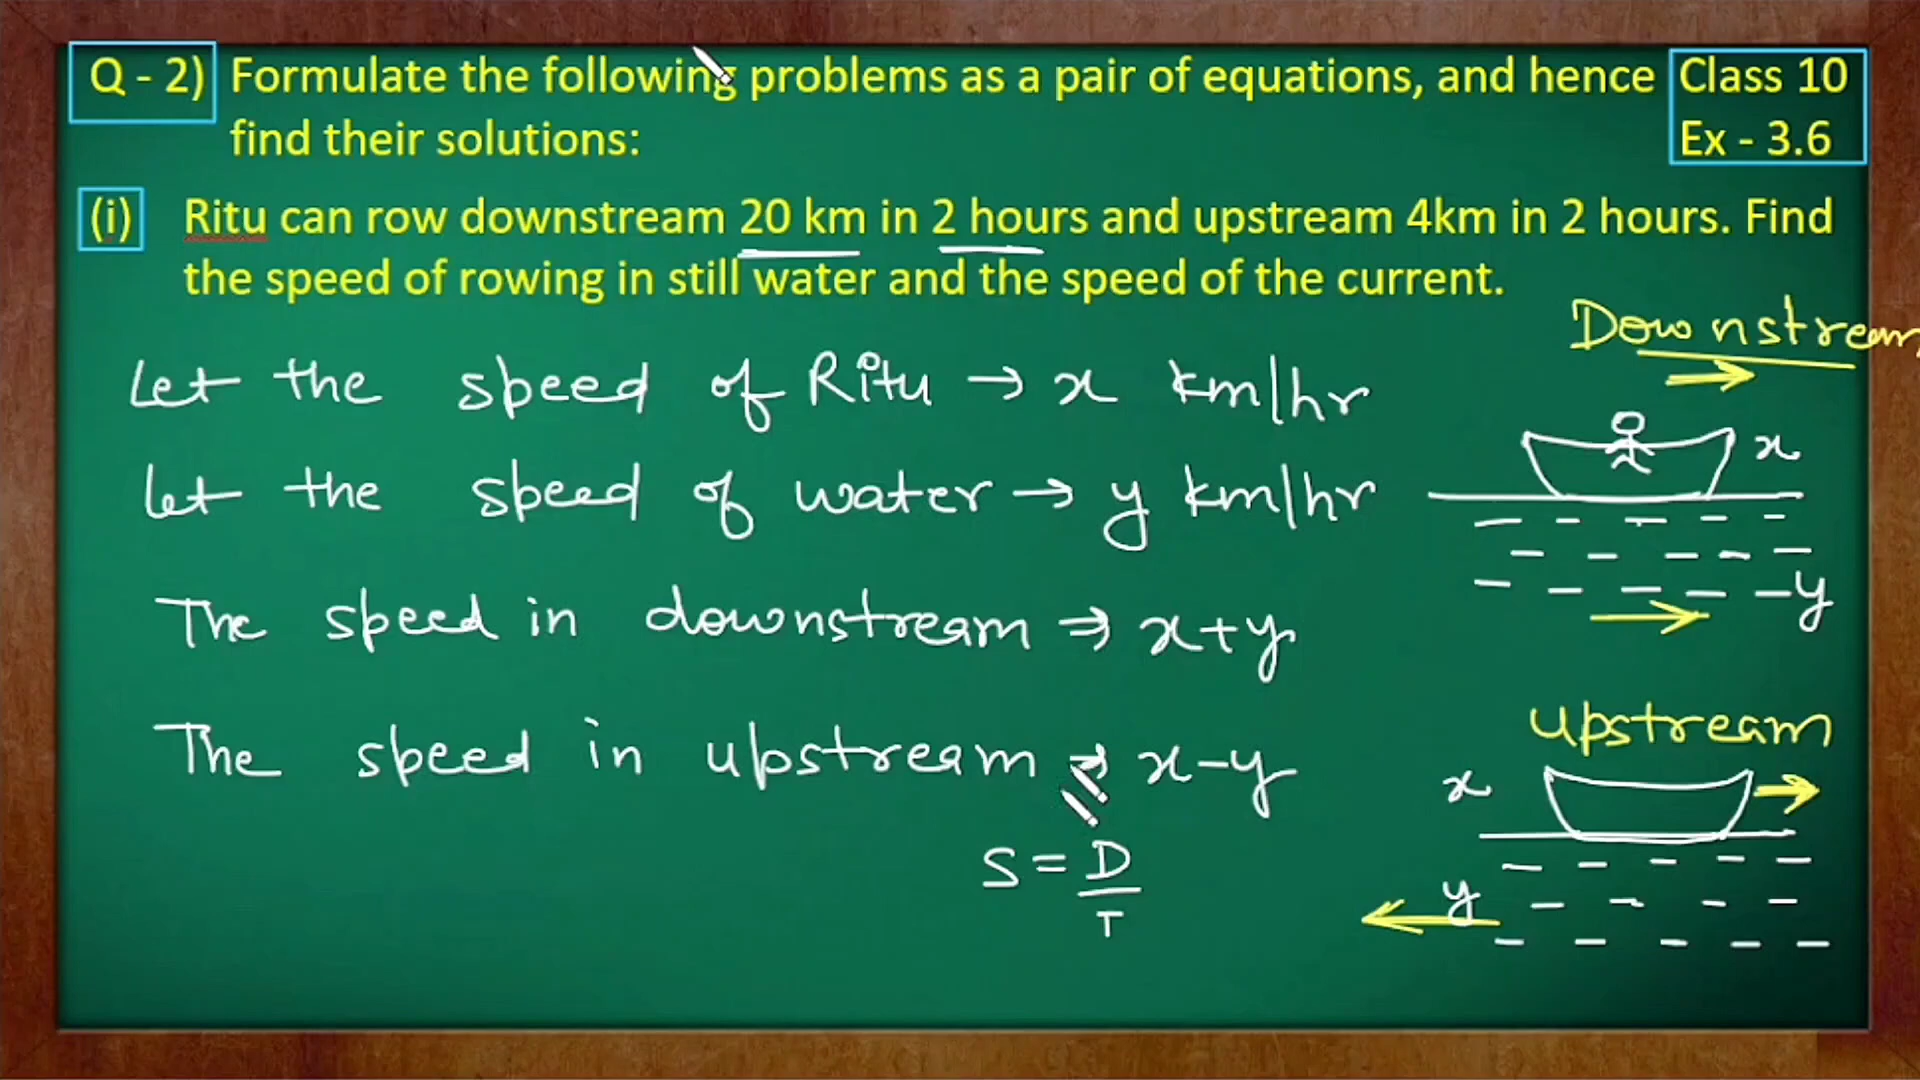 Q - 2) Formulate the following problems as a pair of equations, and hence
find their solutions:
Class 10
Ex - 3.6
(i) Ritu can row downstream 20 km in 2 hours and upstream 4km in 2 hours. Find
the speed of rowing in still water and the speed of the current.
Downstream
Let the speed of Ritu → x km/hr
x
Let the speed of water → y km/hr
y
The speed in downstream ⇒ x+y
Upstream
The speed in upstream ⇒ x-y
x
S = D
T
y